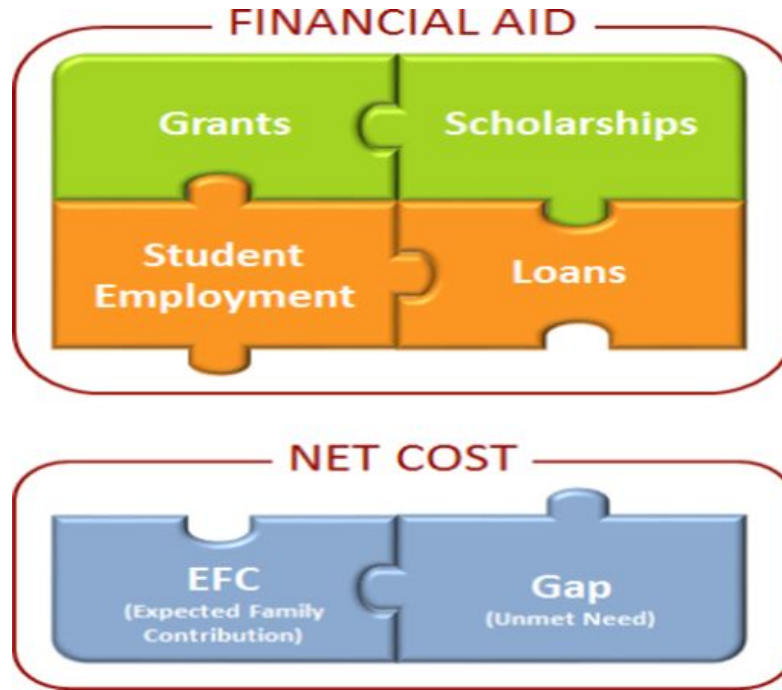 FINANCIAL AID
Grants
Scholarships
Student
Employment
Loans
NET COST
EFC
(Expected Family
Contribution)
Gap
(Unmet Need)